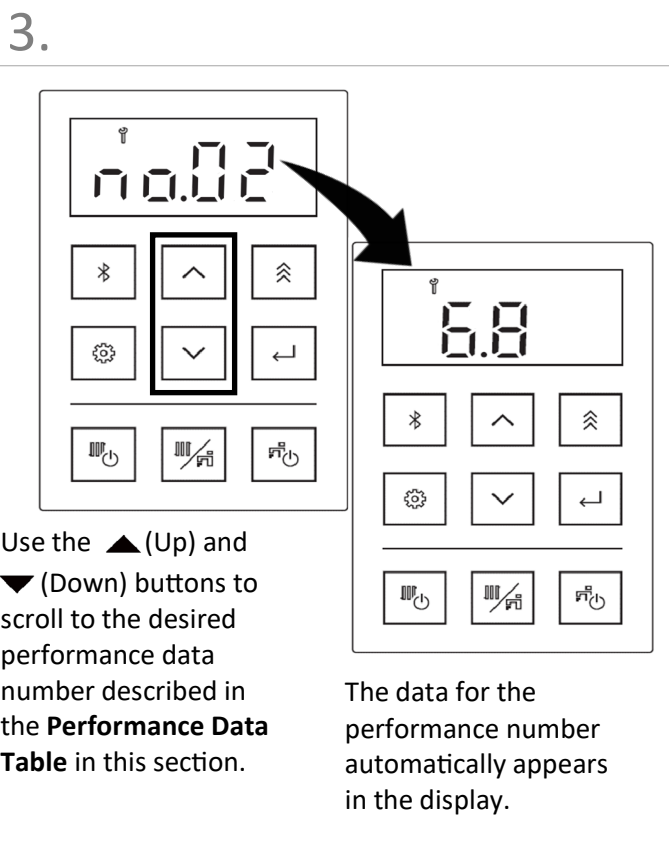 3.
no.02
6.8
Use the ▲ (Up) and
▼ (Down) buttons to
scroll to the desired
performance data
number described in
the Performance Data
Table in this section.
The data for the
performance number
automatically appears
in the display.